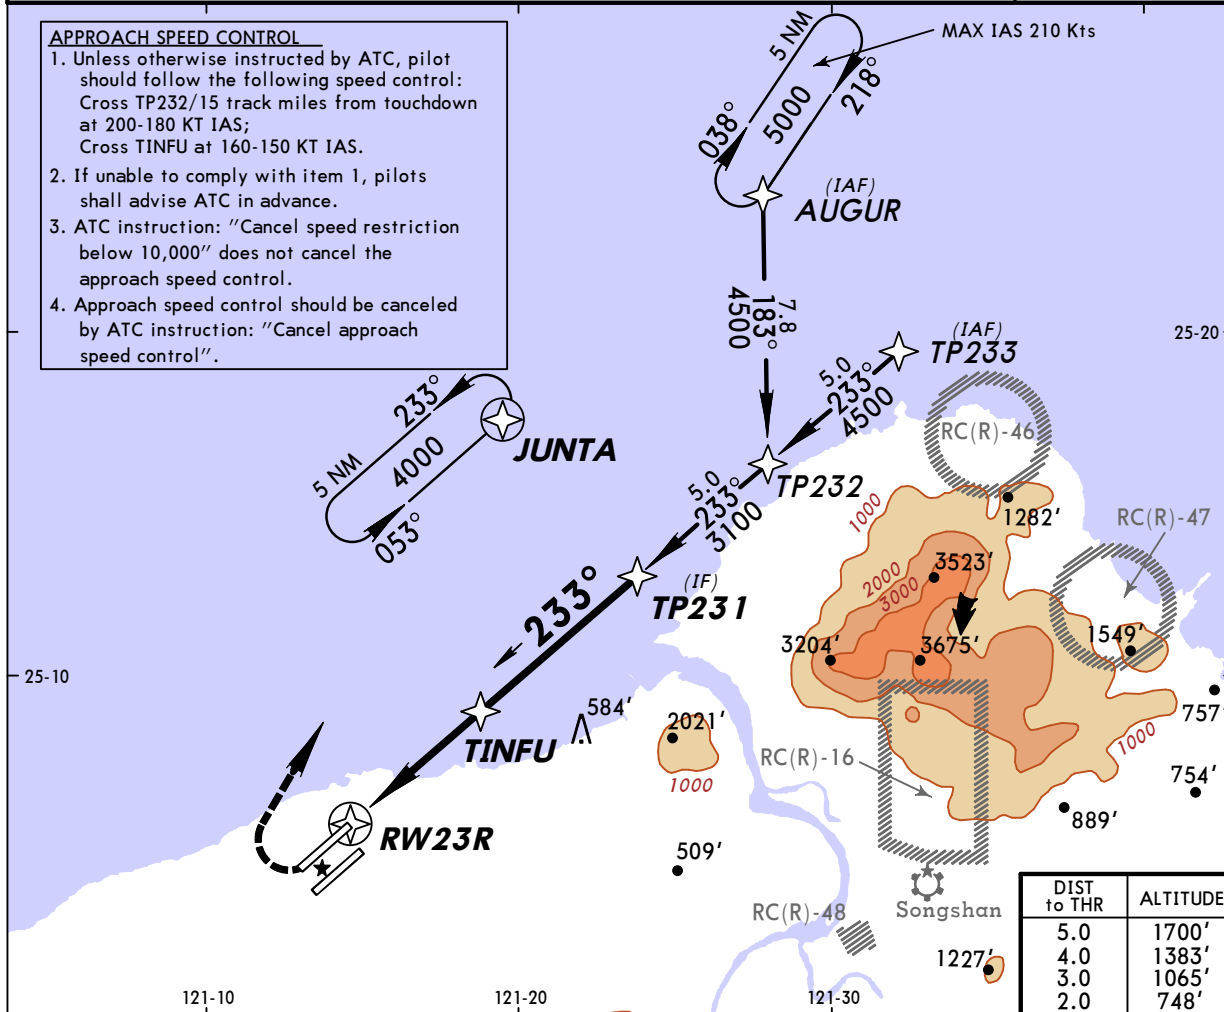 APPROACH SPEED CONTROL
1. Unless otherwise instructed by ATC, pilot
should follow the following speed control:
Cross TP232/15 track miles from touchdown
at 200-180 KT IAS;
Cross TINFU at 160-150 KT IAS.
2. If unable to comply with item 1, pilots
shall advise ATC in advance.
3. ATC instruction: "Cancel speed restriction
below 10,000" does not cancel the
approach speed control.
4. Approach speed control should be canceled
by ATC instruction: "Cancel approach
speed control".
5 NM
MAX IAS 210 Kts
218°
5000
038°
(IAF)
AUGUR
7.8
183°
4500
(IAF)
TP233
25-20
5.0
233°
4500
233°
JUNTA
4000
5 NM
053°
RC(R)-46
TP232
5.0
233°
3100
1000
1282'
RC(R)-47
2000
3000
3523'
233°
(IF)
TP231
3204'
3675'
1549'
25-10
584'
2021'
757'
TINFU
1000
1000
RC(R)-16
754'
889'
RW23R
509'
Songshan
RC(R)-48
1227'
DIST
to THR
ALTITUDE
5.0 1700'
4.0 1383'
3.0 1065'
2.0 748'
121-10
121-20
121-30